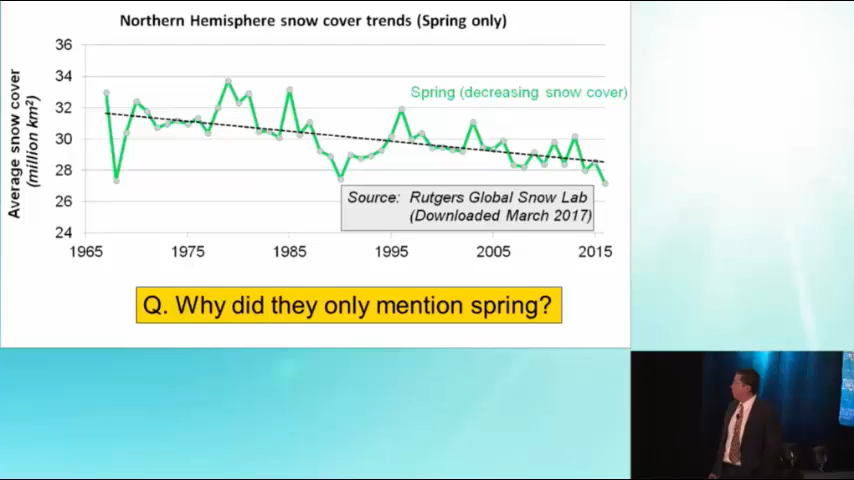 Northern Hemisphere snow cover trends (Spring only)
Average snow cover
(million km²)
36
34
32
30
28
26
24
1965
1975
1985
1995
2005
2015
Spring (decreasing snow cover)
Source: Rutgers Global Snow Lab
(Downloaded March 2017)
Q. Why did they only mention spring?